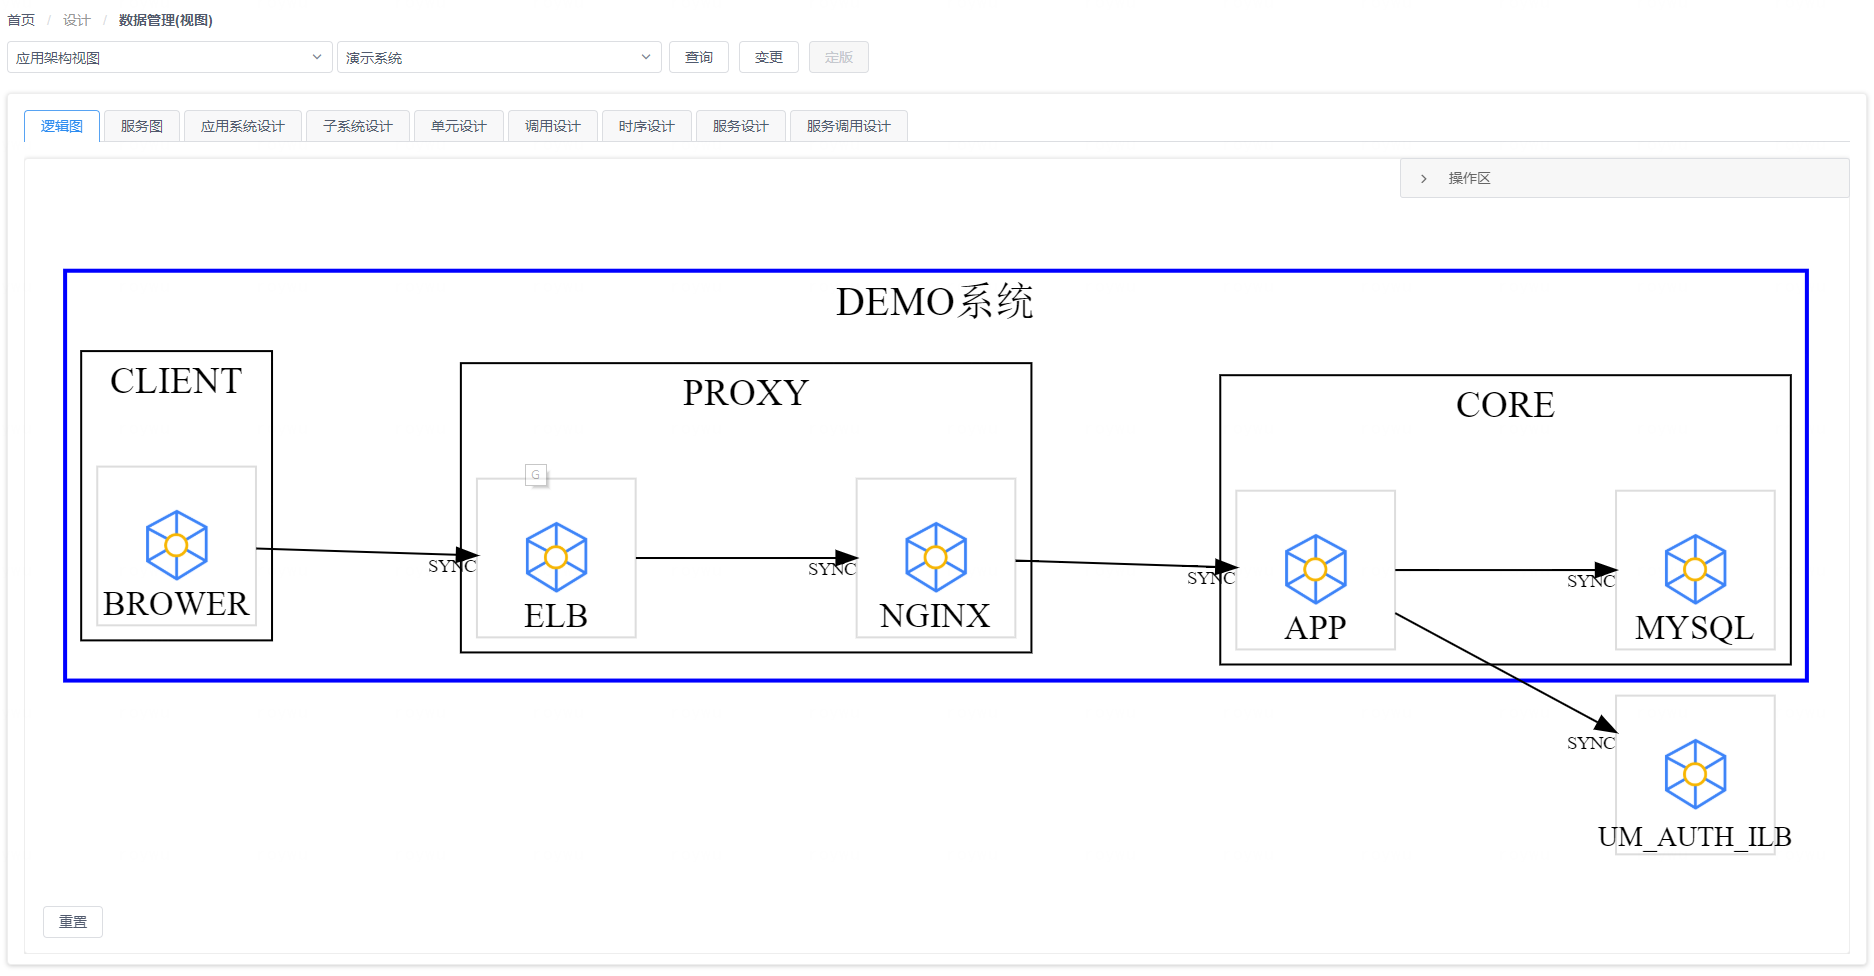 首页 / 设计 / 数据管理(视图)
应用架构视图 演示系统 查询 变更 定版
逻辑图 服务图 应用系统设计 子系统设计 单元设计 调用设计 时序设计 服务设计 服务调用设计
操作区
DEMO系统
CLIENT
PROXY
CORE
G
SYNC
SYNC
SYNC
SYNC
BROWER
ELB
NGINX
APP
MYSQL
SYNC
UM_AUTH_ILB
重置